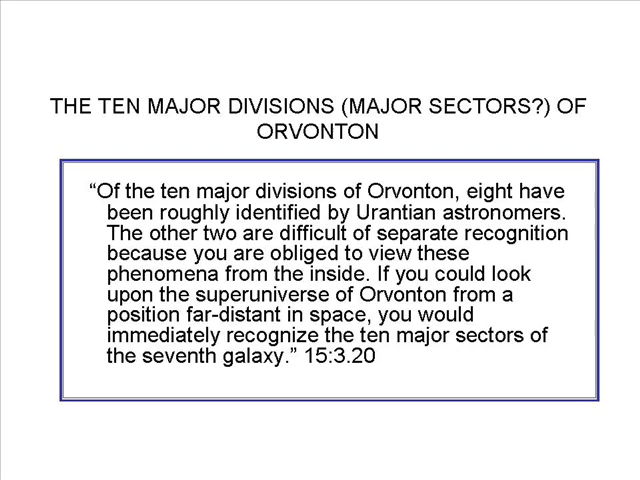 THE TEN MAJOR DIVISIONS (MAJOR SECTORS?) OF
ORVONTON
“Of the ten major divisions of Orvonton, eight have
been roughly identified by Urantian astronomers.
The other two are difficult of separate recognition
because you are obliged to view these
phenomena from the inside. If you could look
upon the superuniverse of Orvonton from a
position far-distant in space, you would
immediately recognize the ten major sectors of
the seventh galaxy.” 15:3.20